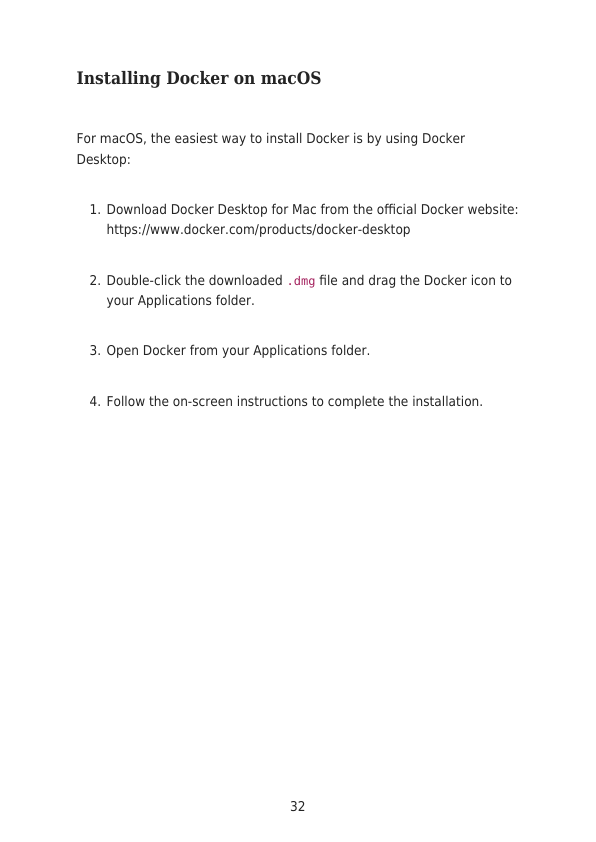 Installing Docker on macOS
For macOS, the easiest way to install Docker is by using Docker
Desktop:
1. Download Docker Desktop for Mac from the official Docker website:
https://www.docker.com/products/docker-desktop
2. Double-click the downloaded .dmg file and drag the Docker icon to
your Applications folder.
3. Open Docker from your Applications folder.
4. Follow the on-screen instructions to complete the installation.
32